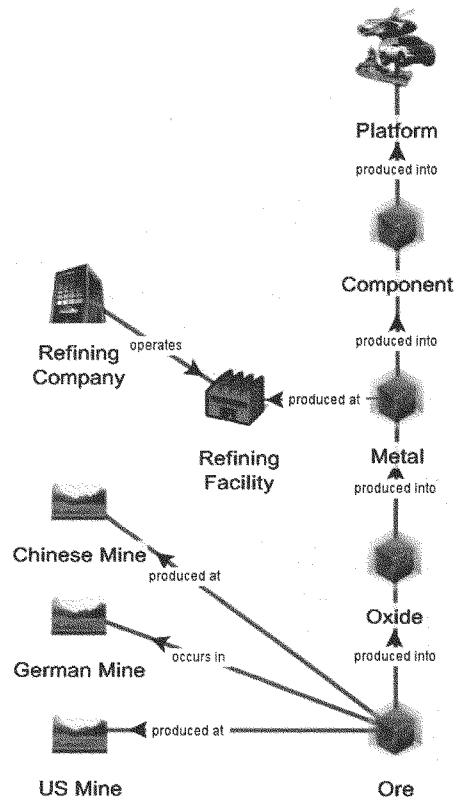 Platform
produced into
Component
produced into
Refining
Company
operates
Refining
Facility
produced at
Metal
produced into
Chinese Mine
produced at
Oxide
German Mine
occurs in
produced into
US Mine
produced at
Ore